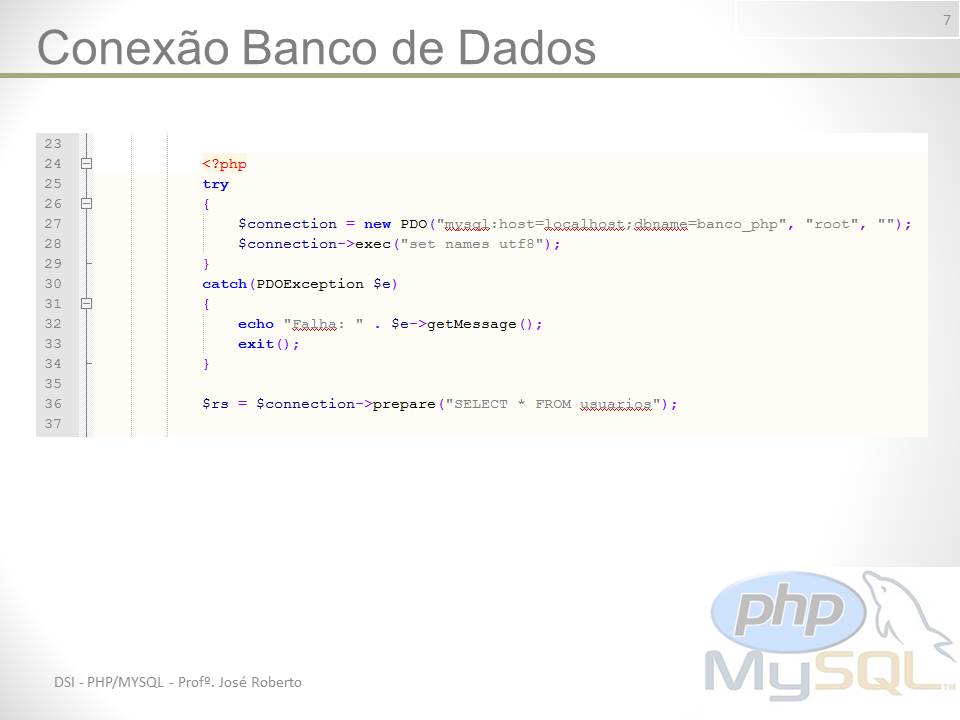 7
Conexão Banco de Dados
23
24 <?php
25 try
26 {
27 $connection = new PDO("mysql:host=localhost;dbname=banco_php", "root", "");
28 $connection->exec("set names utf8");
29 }
30 catch(PDOException $e)
31 {
32 echo "Falha: " . $e->getMessage();
33 exit();
34 }
35
36 $rs = $connection->prepare("SELECT * FROM usuarios");
37
php
MySQL™
DSI - PHP/MYSQL - Profº. José Roberto